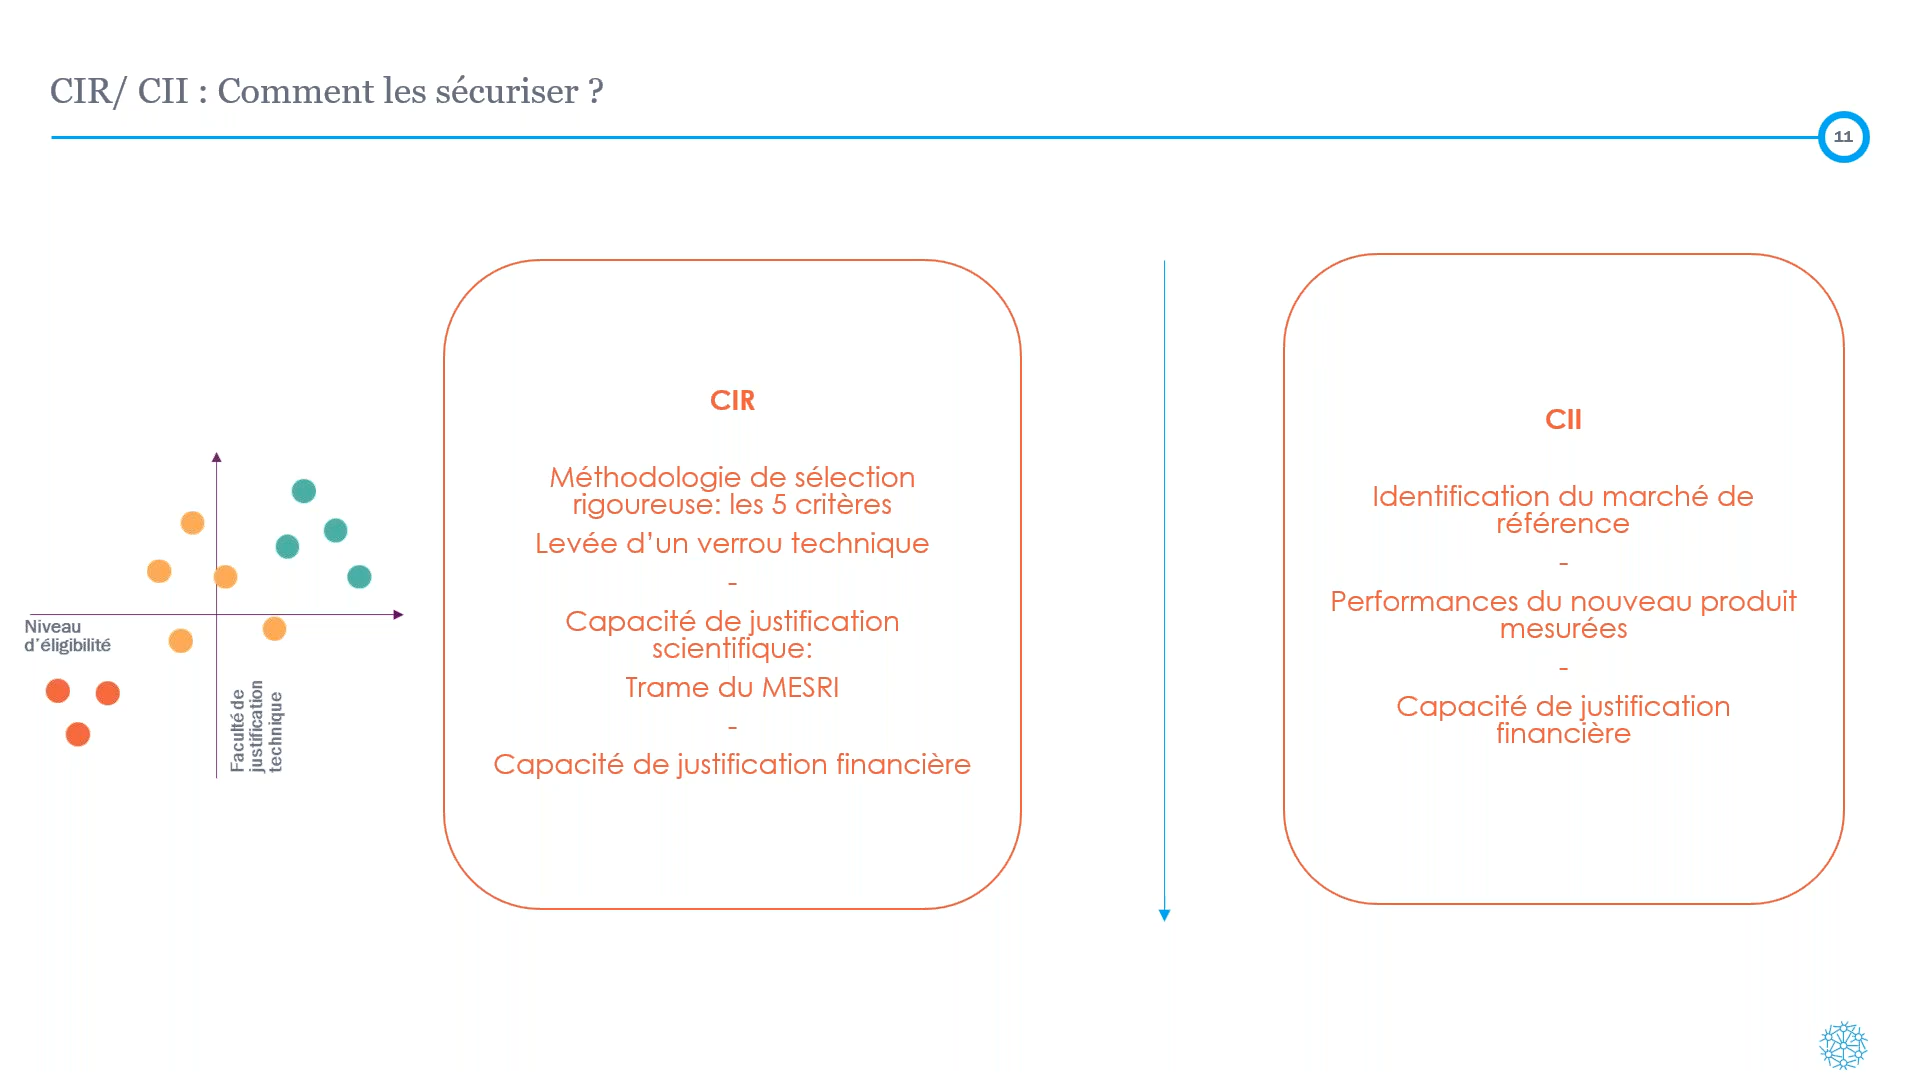 CIR/ CII : Comment les sécuriser ?
11
Niveau
d’éligibilité
Faculté de
justification
technique
CIR
Méthodologie de sélection
rigoureuse: les 5 critères
Levée d’un verrou technique
-
Capacité de justification
scientifique:
Trame du MESRI
-
Capacité de justification financière
CII
Identification du marché de
référence
-
Performances du nouveau produit
mesurées
-
Capacité de justification
financière